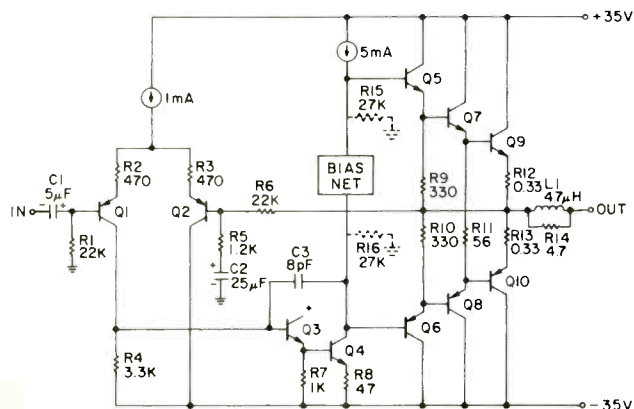 +35V
5mA
Q5
R15
27K
Q7
1mA
Q9
R2
470
R3
470
BIAS
NET
R12
0.33
L1
47μH
C1
5μF
R6
22K
R9
330
IN
Q1
Q2
OUT
R1
22K
R5
1.2K
C2
25μF
C3
8pF
R16
27K
R10
330
R11
56
R13
0.33
R14
4.7
Q10
Q3
Q4
Q6
Q8
R4
3.3K
R7
1K
R8
47
-35V